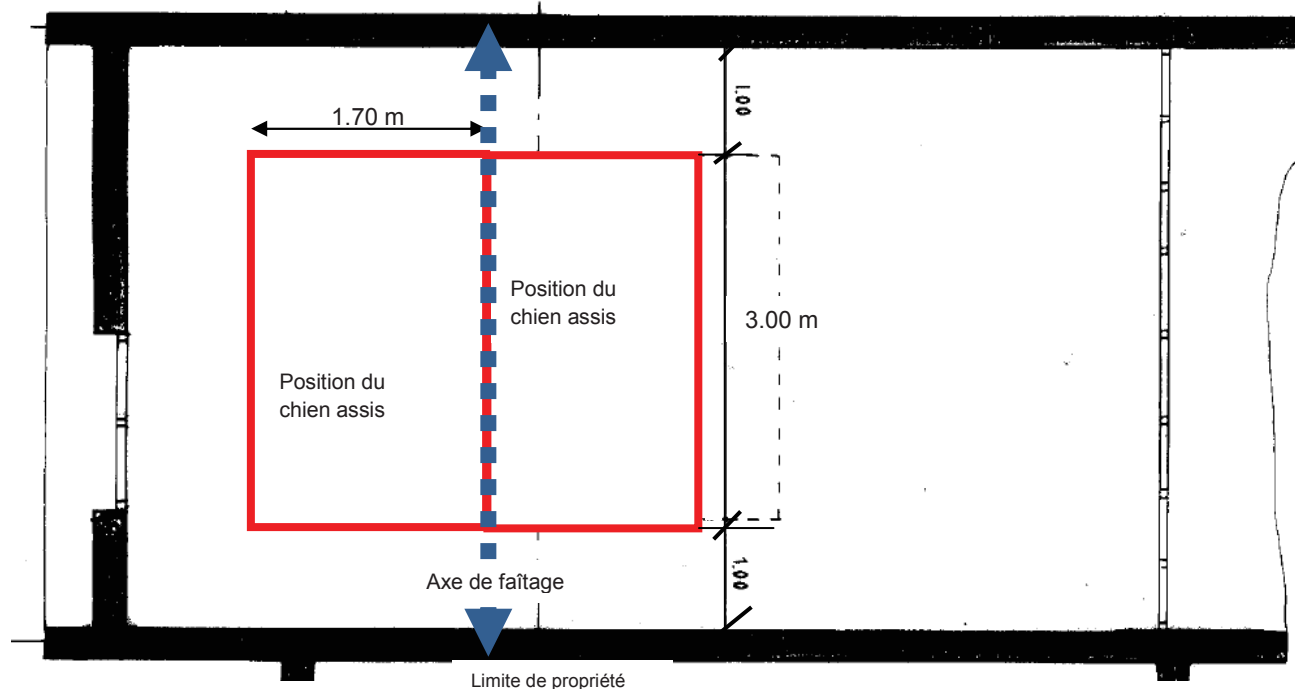 1.00
1.70 m
Position du
chien assis
3.00 m
Position du
chien assis
Axe de faîtage
1.00
Limite de propriété